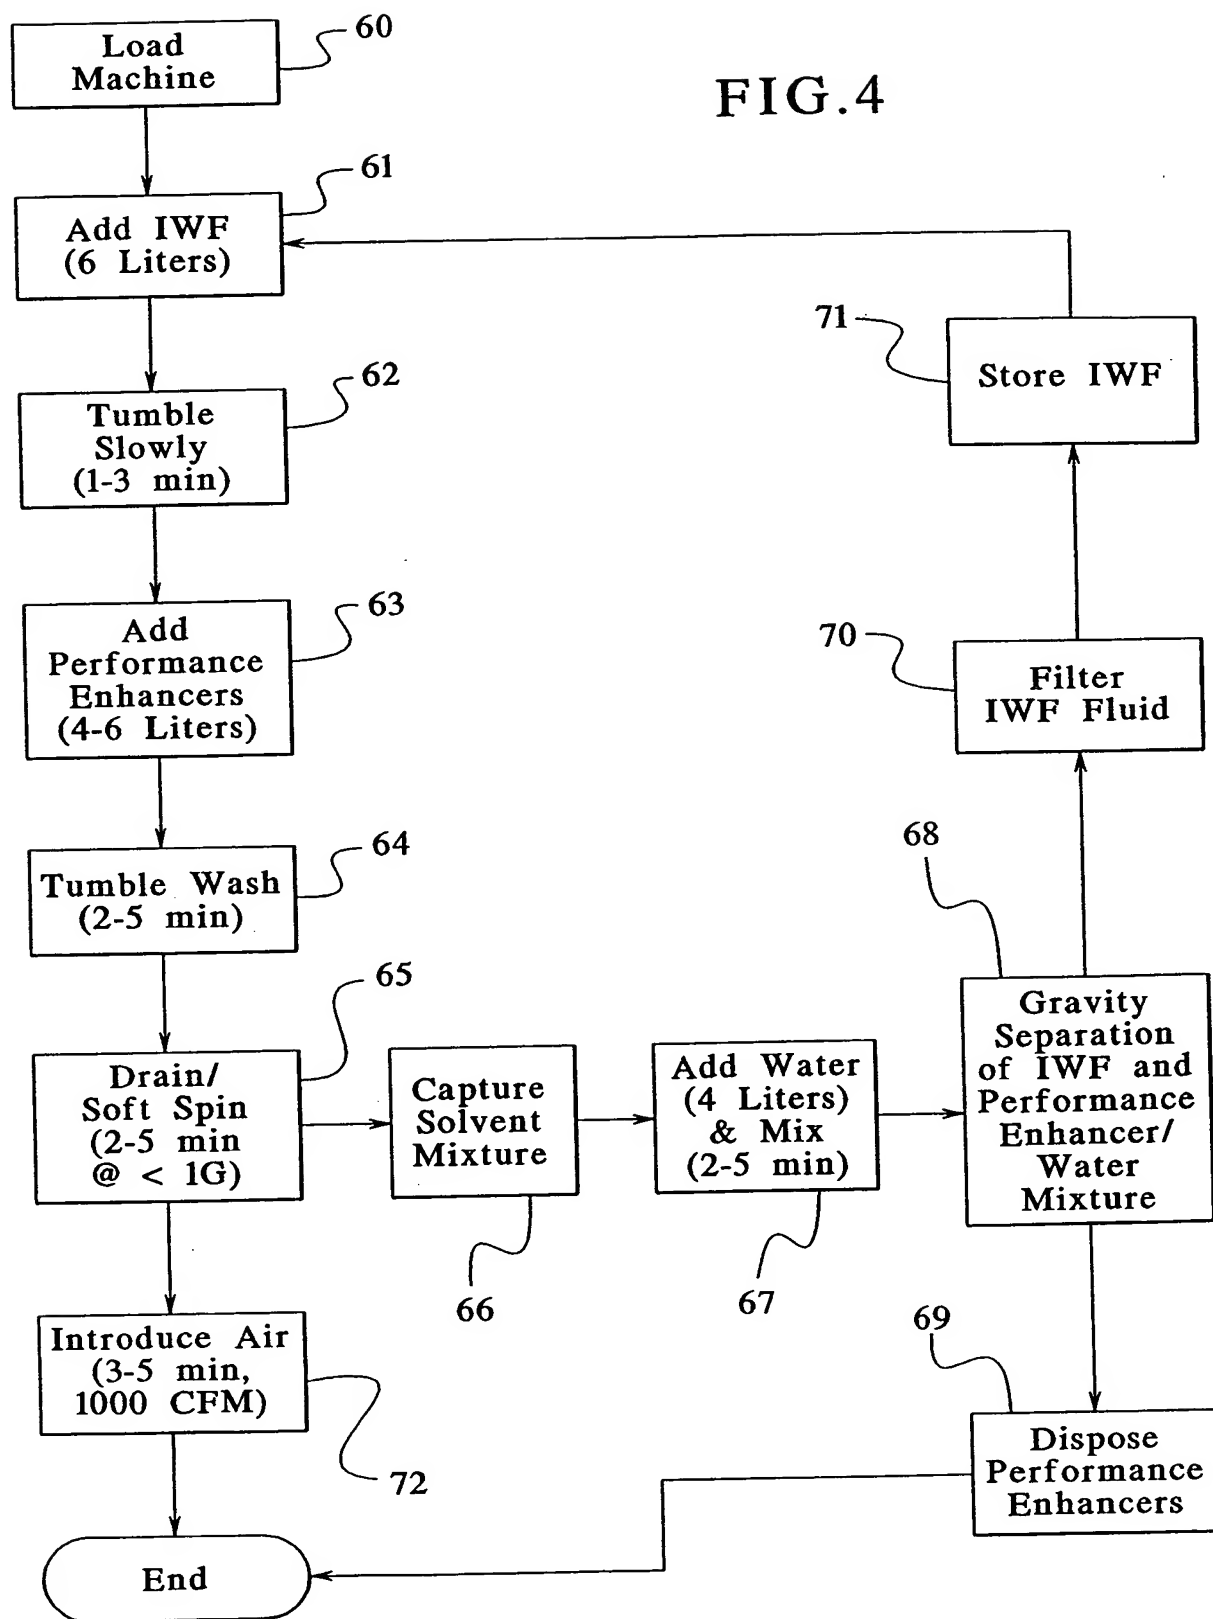 60
Load
Machine
FIG.4
61
Add IWF
(6 Liters)
71
Store IWF
62
Tumble
Slowly
(1-3 min)
63
Add
Performance
Enhancers
(4-6 Liters)
70
Filter
IWF Fluid
64
Tumble Wash
(2-5 min)
68
65
Drain/
Soft Spin
(2-5 min
@ < 1G)
Capture
Solvent
Mixture
Add Water
(4 Liters)
& Mix
(2-5 min)
Gravity
Separation
of IWF and
Performance
Enhancer/
Water
Mixture
66
67
69
Introduce Air
(3-5 min,
1000 CFM)
72
Dispose
Performance
Enhancers
End